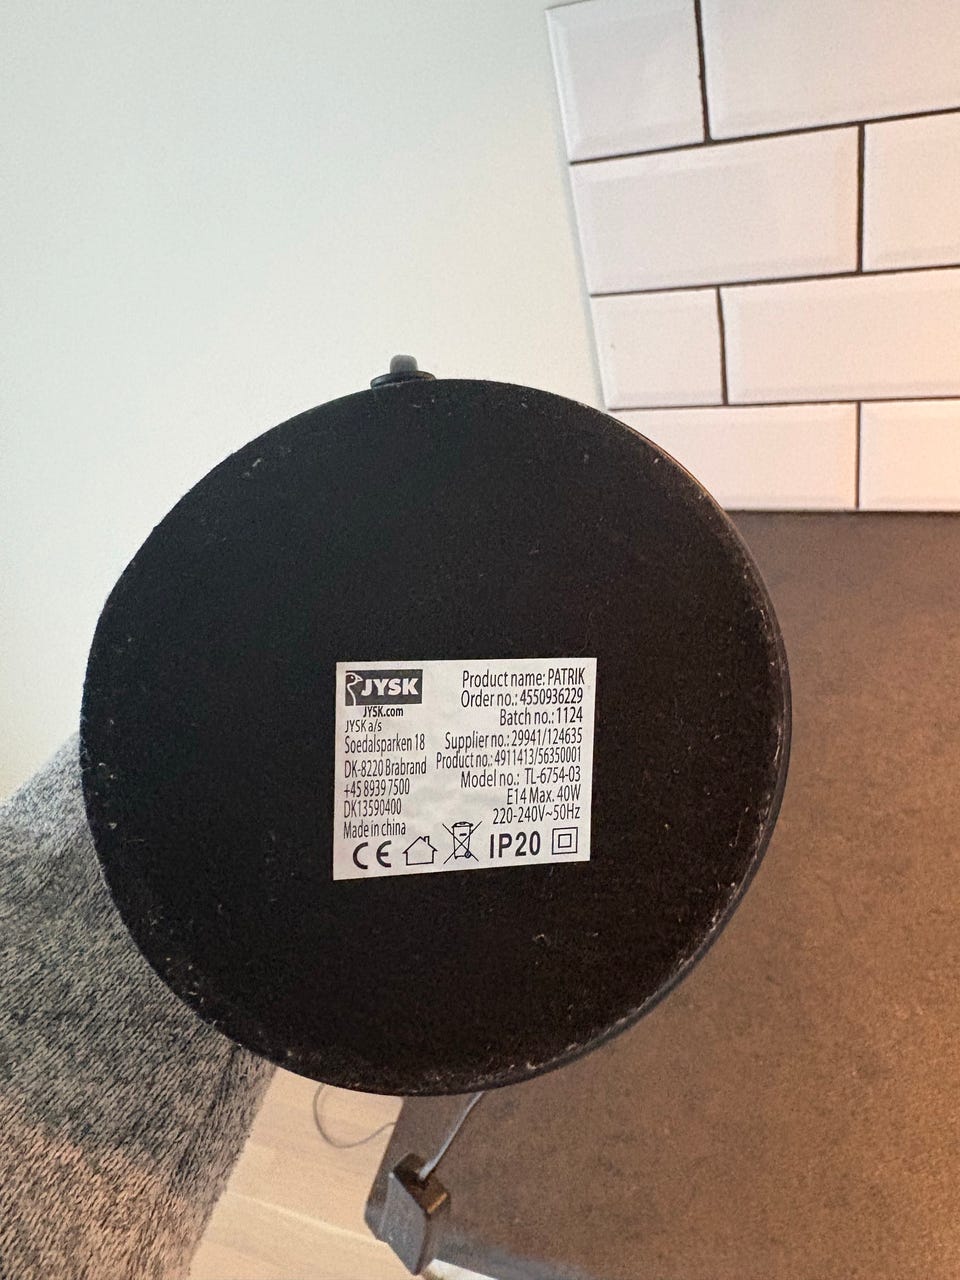 JYSK
JYSK.com
JYSK a/s
Soedalsparken 18
DK-8220 Brabrand
+45 8939 7500
DK13590400
Made in china
Product name: PATRIK
Order no.: 4550936229
Batch no.: 1124
Supplier no.: 29941/124635
Product no.: 4911413/5635001
Model no.: TL-6754-03
E14 Max. 40W
220-240V~50Hz
CE IP20